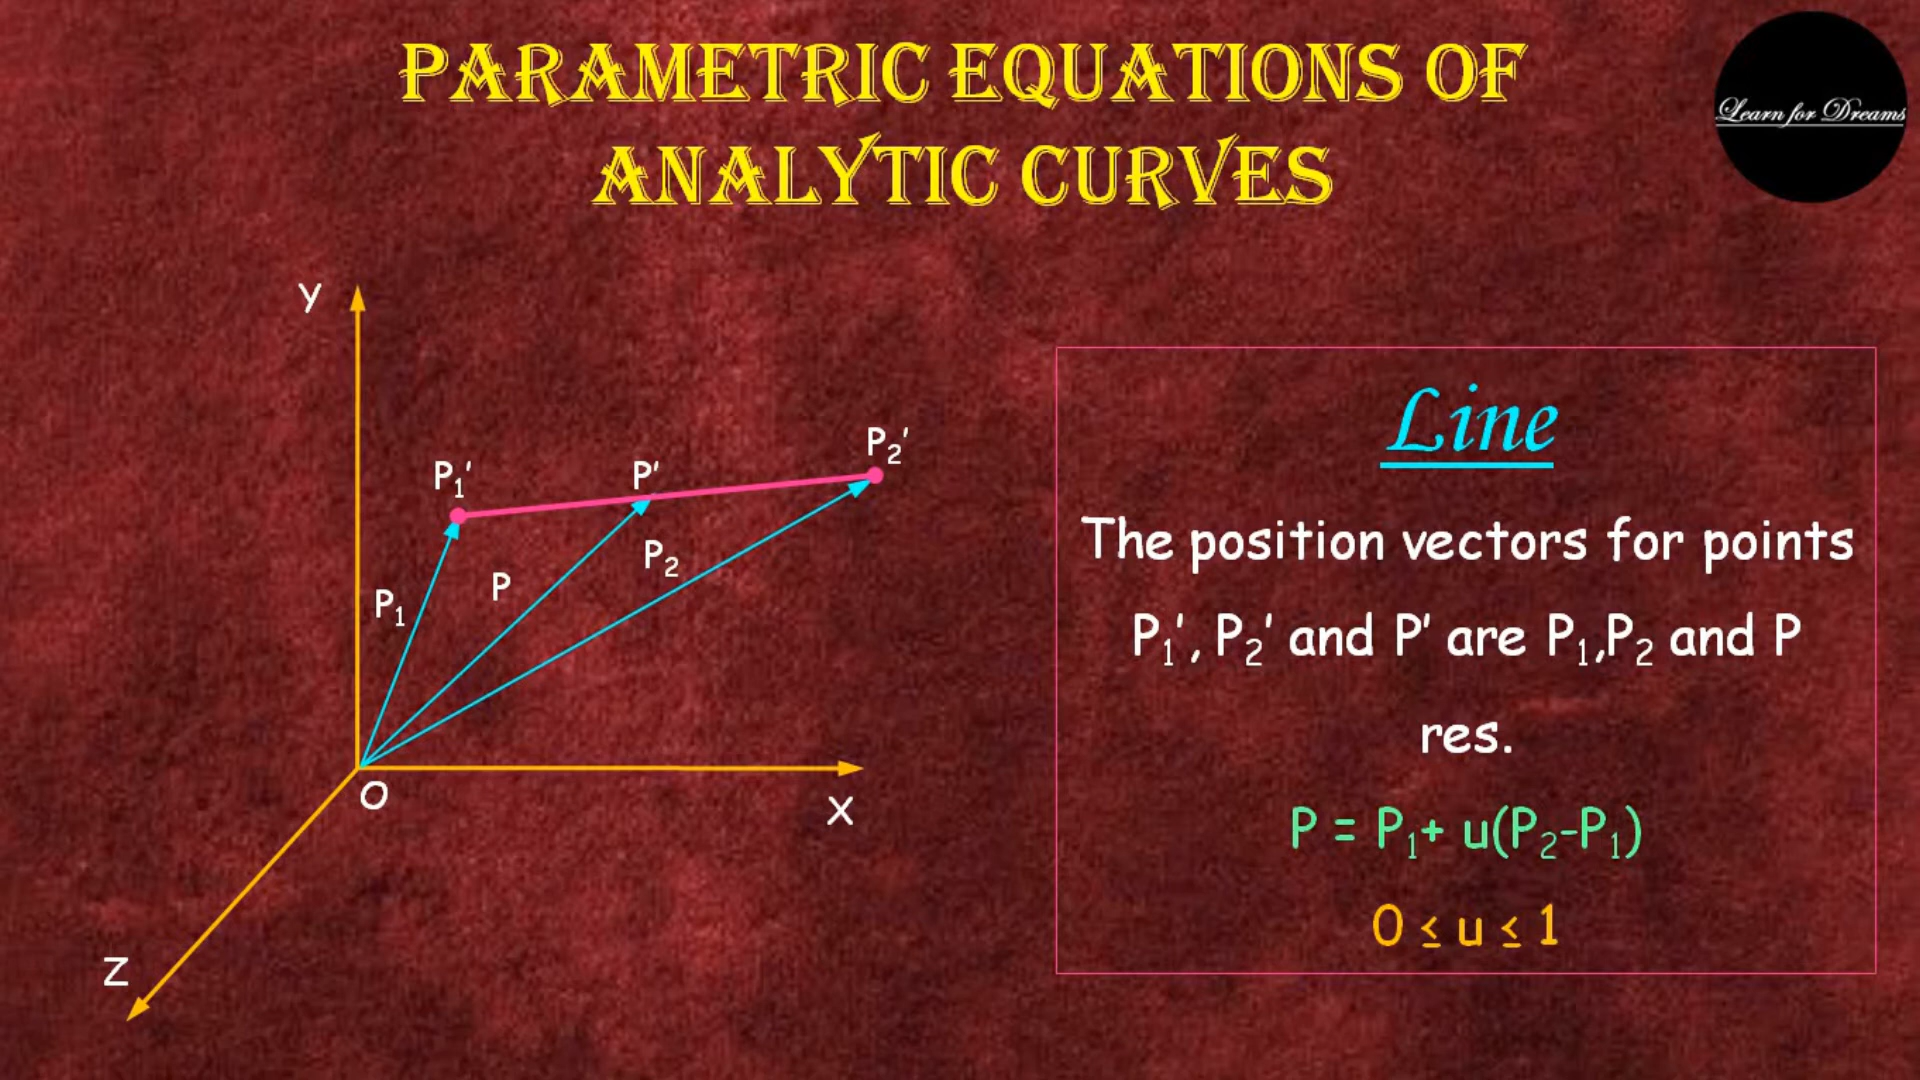 PARAMETRIC EQUATIONS OF
ANALYTIC CURVES
Learn for Dreams
Y
P₁'
P'
P₂'
P₁
P
P₂
O
X
Z
Line
The position vectors for points
P₁', P₂' and P' are P₁,P₂ and P
res.
P = P₁+ u(P₂-P₁)
0 ≤ u ≤ 1